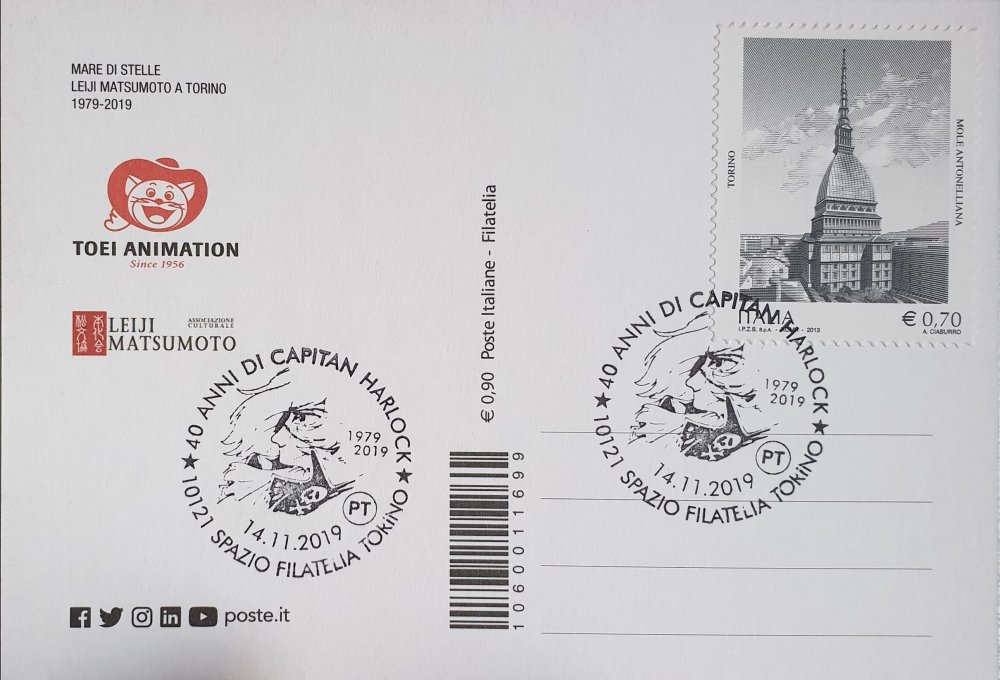 MARE DI STELLE
LEIJI MATSUMOTO A TORINO
1979-2019
TOEI ANIMATION
Since 1956
LEIJI
MATSUMOTO
ASSOCIAZIONE
CULTURALE
★ 40 ANNI DI CAPITAN HARLOCK ★
1979
2019
PT
14.11.2019
10121 SPAZIO FILATELIA TORINO
poste.it
€ 0,90 Poste Italiane - Filatelia
1060011699
TORINO
MOLE ANTONELLIANA
ITALIA
€ 0,70
I.P.Z.S. S.p.A. - 2013
A. CIABURRO
★ 40 ANNI DI CAPITAN HARLOCK ★
1979
2019
PT
14.11.2019
10121 SPAZIO FILATELIA TORINO